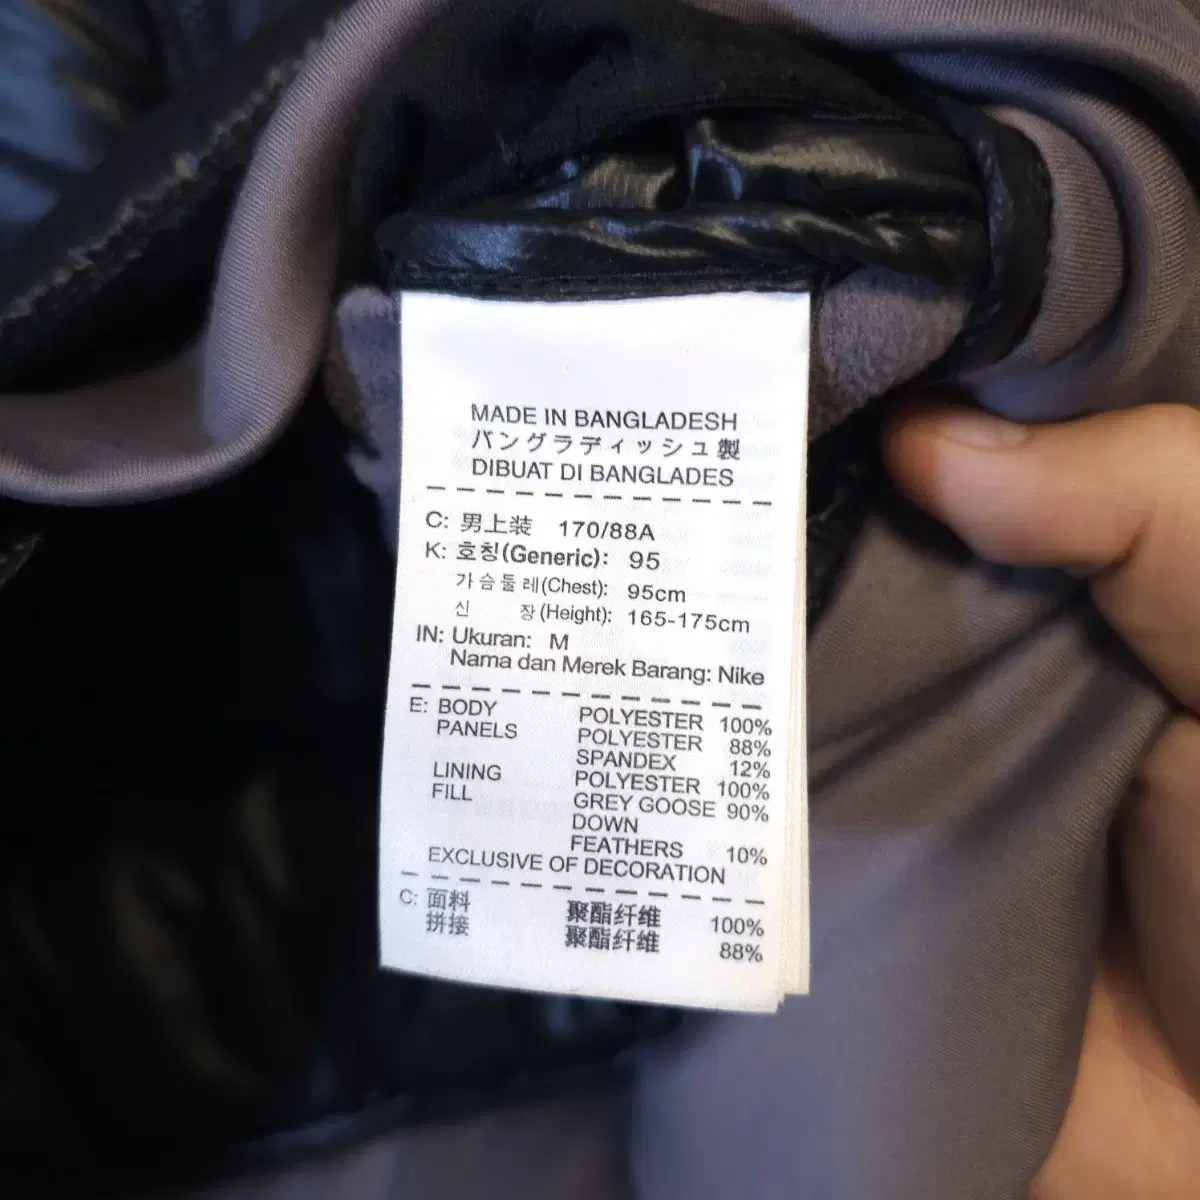 MADE IN BANGLADESH
バングラディッシュ製
DIBUAT DI BANGLADES
C: 男上装 170/88A
K: 호칭(Generic): 95
가슴둘레(Chest): 95cm
신 장(Height): 165-175cm
IN: Ukuran: M
Nama dan Merek Barang: Nike
E: BODY POLYESTER 100%
PANELS POLYESTER 88%
SPANDEX 12%
LINING POLYESTER 100%
FILL GREY GOOSE 90%
DOWN
FEATHERS 10%
EXCLUSIVE OF DECORATION
C: 面料 聚酯纤维 100%
拼接 聚酯纤维 88%